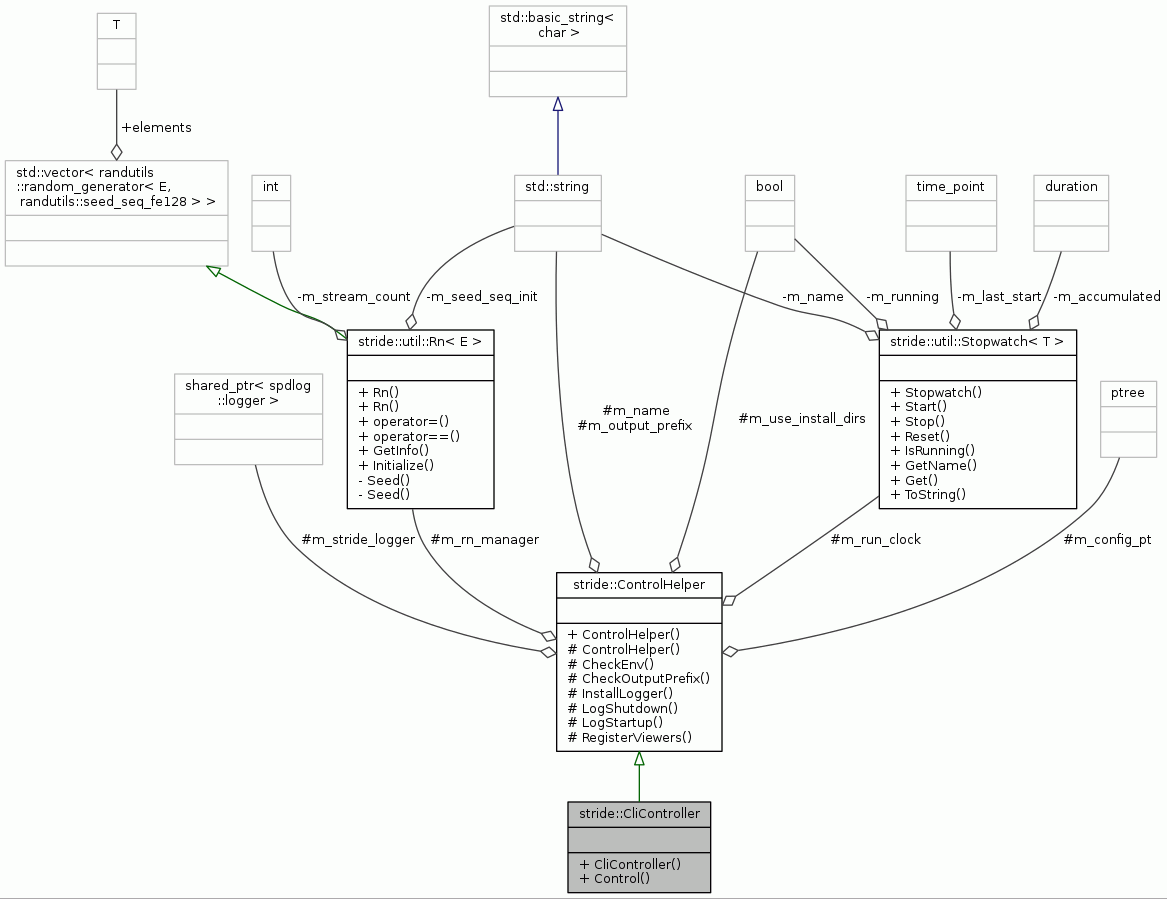 T
std::basic_string<
char >
+elements
std::vector< randutils
::random_generator< E,
randutils::seed_seq_fe128 > >
int
std::string
bool
time_point
duration
-m_stream_count
-m_seed_seq_init
-m_name
-m_running
-m_last_start
-m_accumulated
stride::util::Rn< E >
+ Rn()
+ Rn()
+ operator=()
+ operator==()
+ GetInfo()
+ Initialize()
- Seed()
- Seed()
stride::util::Stopwatch< T >
+ Stopwatch()
+ Start()
+ Stop()
+ Reset()
+ IsRunning()
+ GetName()
+ Get()
+ ToString()
shared_ptr< spdlog
::logger >
ptree
#m_name
#m_output_prefix
#m_use_install_dirs
#m_stride_logger
#m_rn_manager
#m_run_clock
#m_config_pt
stride::ControlHelper
+ ControlHelper()
# ControlHelper()
# CheckEnv()
# CheckOutputPrefix()
# InstallLogger()
# LogShutdown()
# LogStartup()
# RegisterViewers()
stride::CliController
+ CliController()
+ Control()